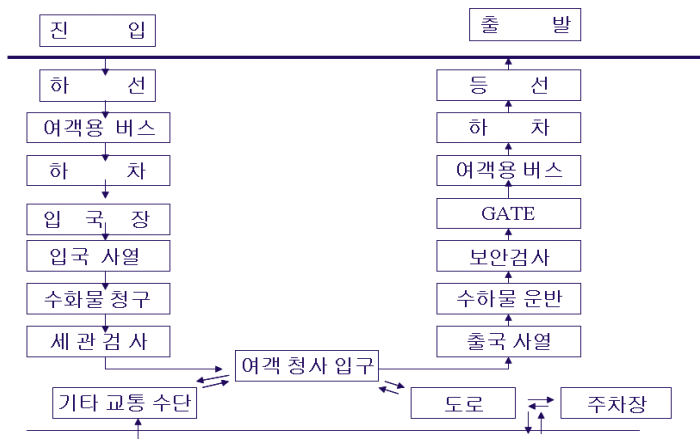 진 입
하 선
여객용 버스
하 차
입 국 장
입국 사열
수화물 청구
세 관 검 사
출 발
등 선
하 차
여객용 버스
GATE
보안검사
수하물 운반
출국 사열
여객 청사 입구
기타 교통 수단
도로
주차장